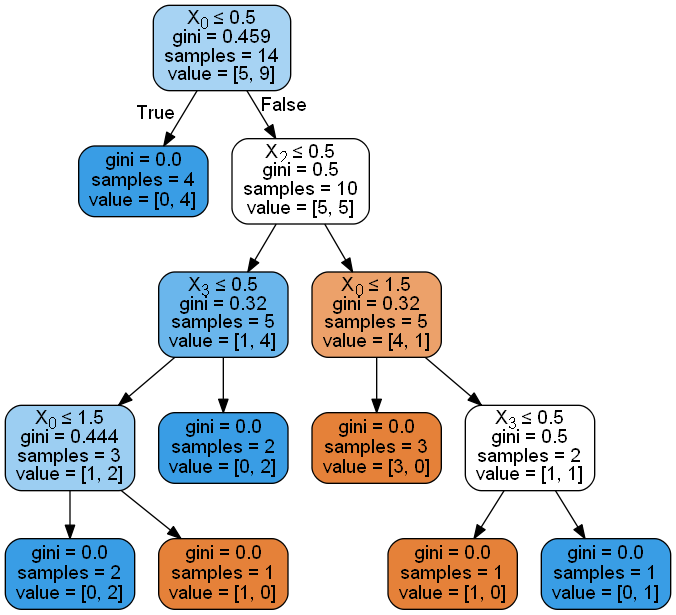 X₀ ≤ 0.5
gini = 0.459
samples = 14
value = [5, 9]
True
False
gini = 0.0
samples = 4
value = [0, 4]
X₂ ≤ 0.5
gini = 0.5
samples = 10
value = [5, 5]
X₃ ≤ 0.5
gini = 0.32
samples = 5
value = [1, 4]
X₀ ≤ 1.5
gini = 0.32
samples = 5
value = [4, 1]
X₀ ≤ 1.5
gini = 0.444
samples = 3
value = [1, 2]
gini = 0.0
samples = 2
value = [0, 2]
gini = 0.0
samples = 3
value = [3, 0]
X₃ ≤ 0.5
gini = 0.5
samples = 2
value = [1, 1]
gini = 0.0
samples = 2
value = [0, 2]
gini = 0.0
samples = 1
value = [1, 0]
gini = 0.0
samples = 1
value = [1, 0]
gini = 0.0
samples = 1
value = [0, 1]